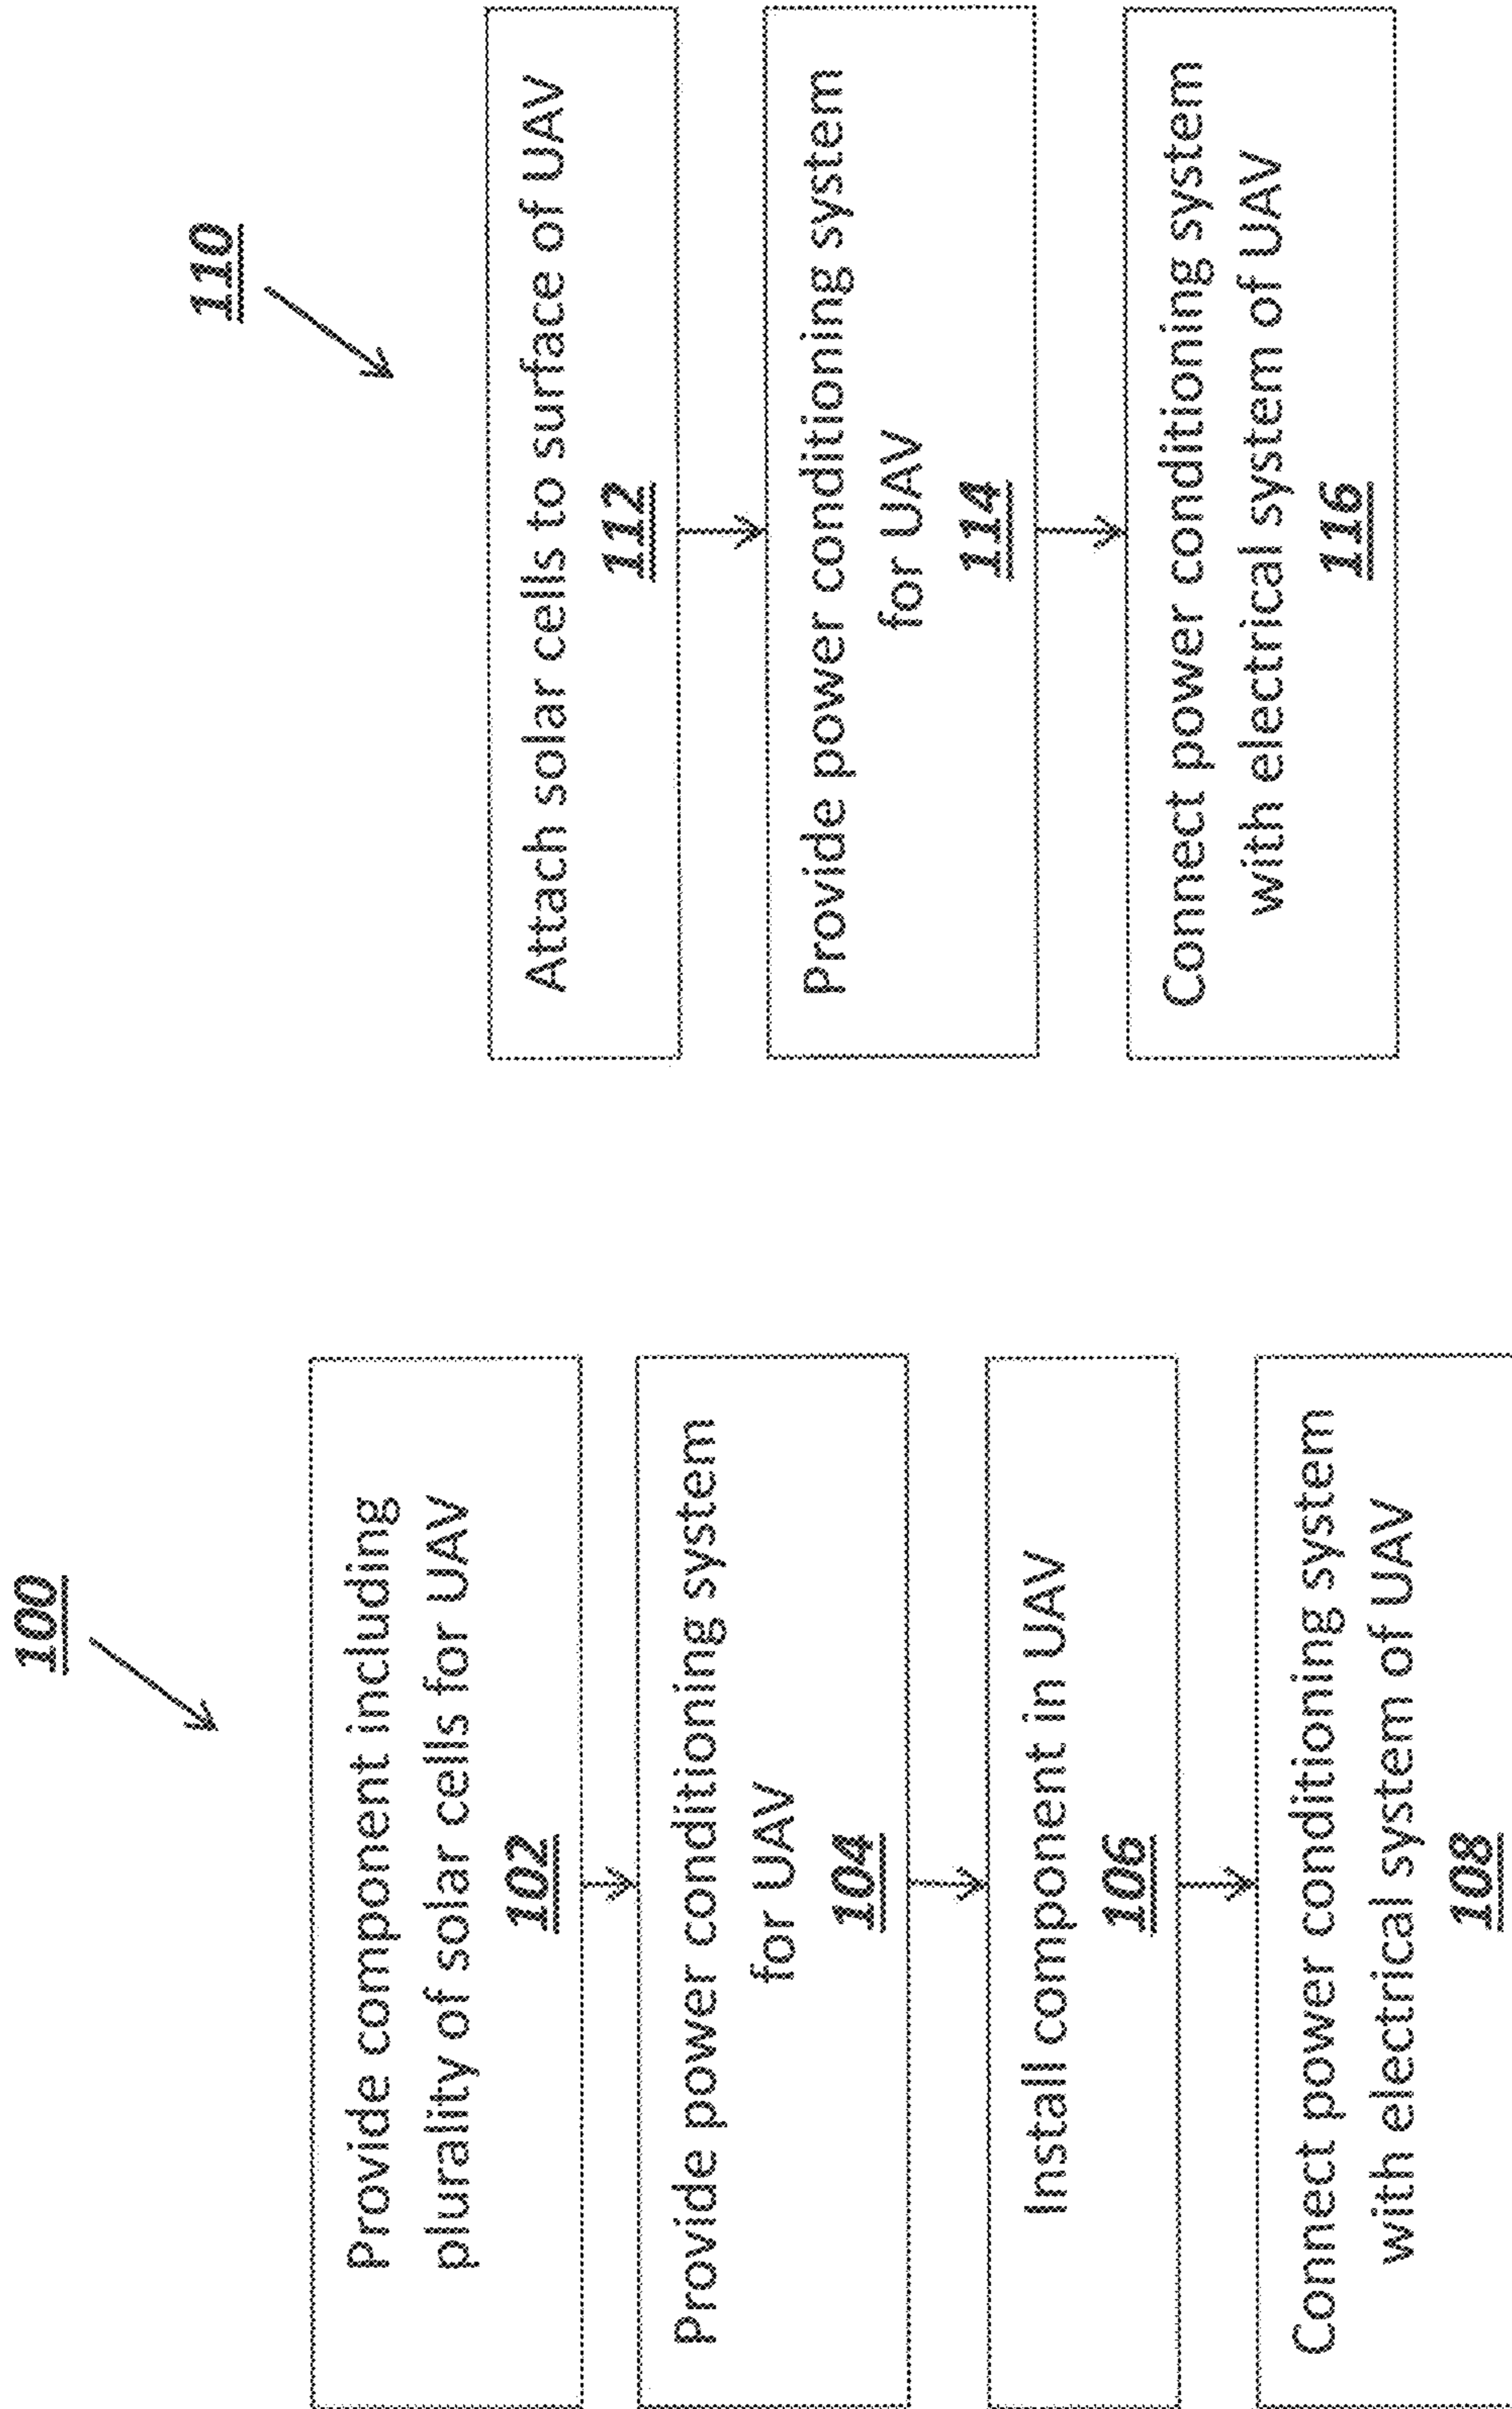 100
Provide component including
plurality of solar cells for UAV
102
Provide power conditioning system
for UAV
104
Install component in UAV
106
Connect power conditioning system
with electrical system of UAV
108
110
Attach solar cells to surface of UAV
112
Provide power conditioning system
for UAV
114
Connect power conditioning system
with electrical system of UAV
116